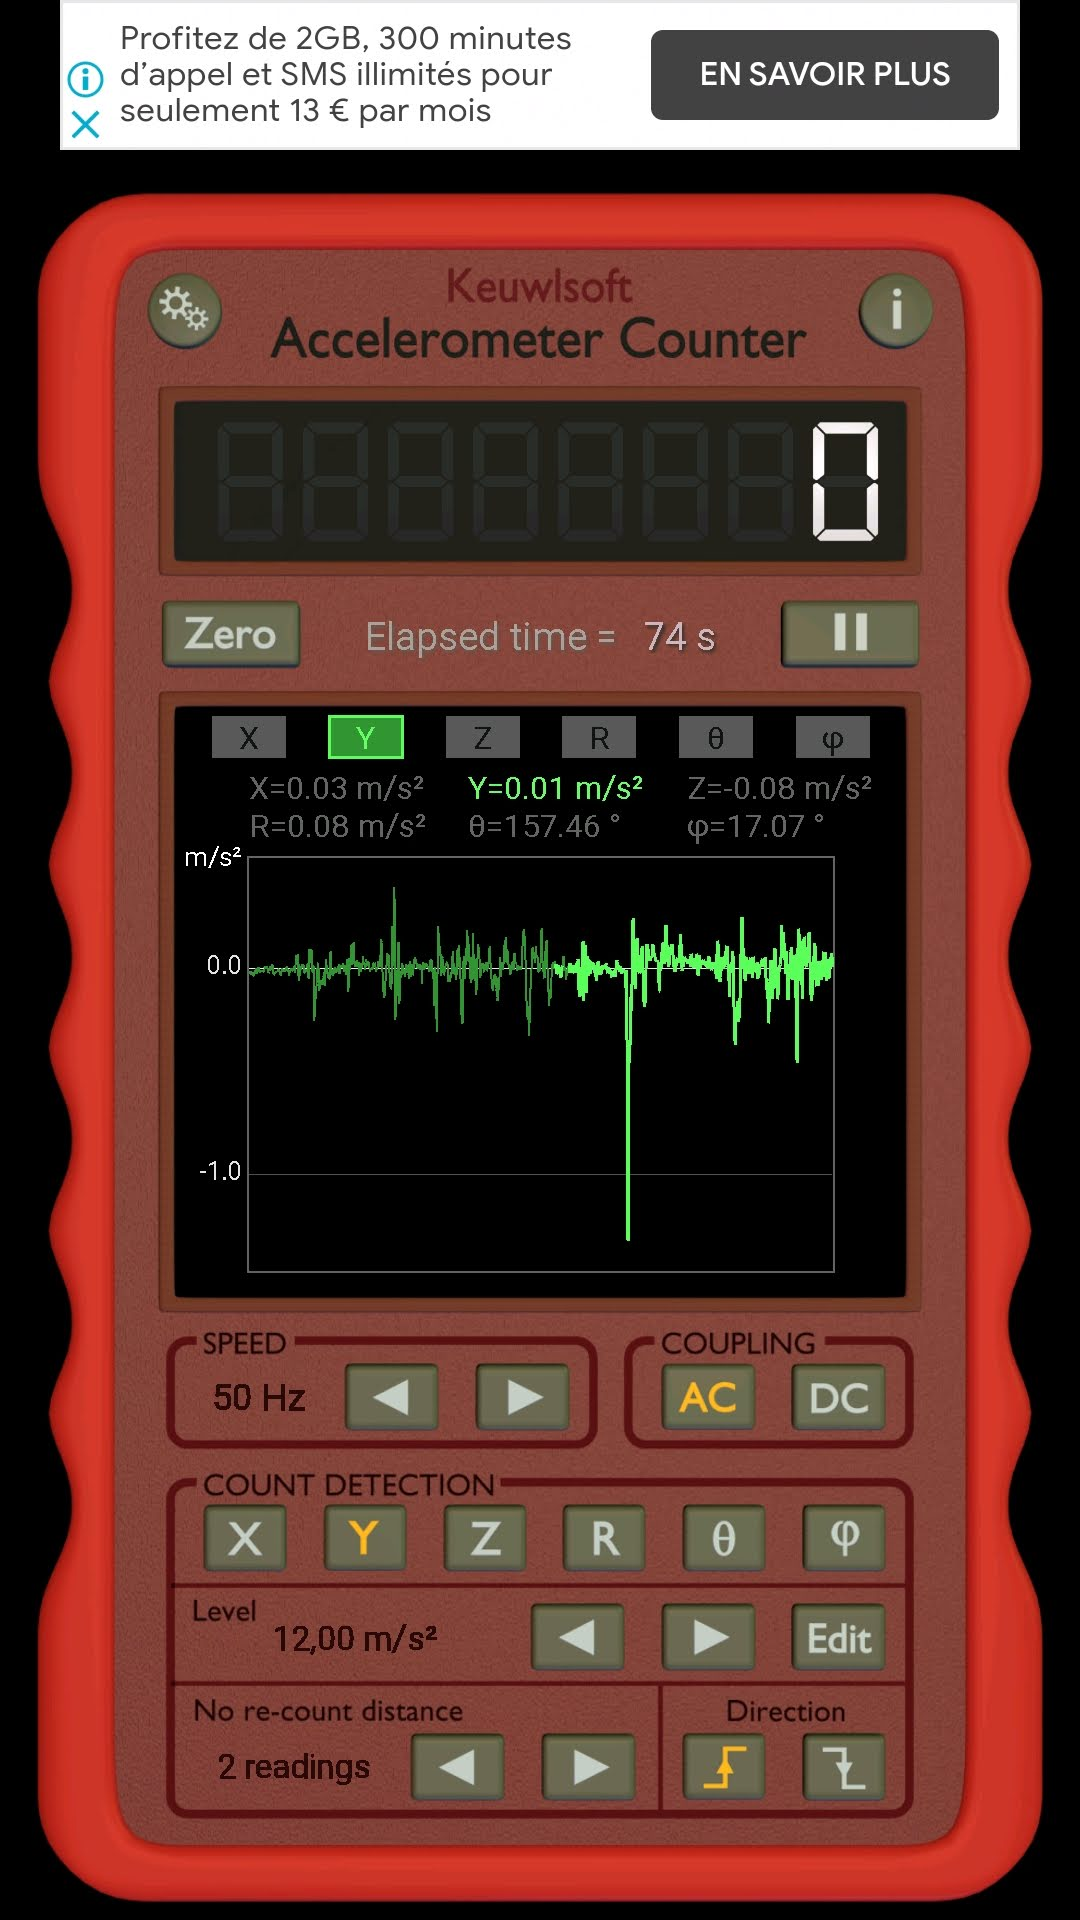 Profitez de 2GB, 300 minutes
d’appel et SMS illimités pour
seulement 13 € par mois
EN SAVOIR PLUS
Keuwlsoft
Accelerometer Counter
i
0
Zero
Elapsed time = 74 s
X Y Z R θ φ
X=0.03 m/s² Y=0.01 m/s² Z=-0.08 m/s²
R=0.08 m/s² θ=157.46 ° φ=17.07 °
m/s²
0.0
-1.0
SPEED
50 Hz
COUPLING
AC DC
COUNT DETECTION
X Y Z R θ φ
Level
12,00 m/s²
Edit
No re-count distance
2 readings
Direction